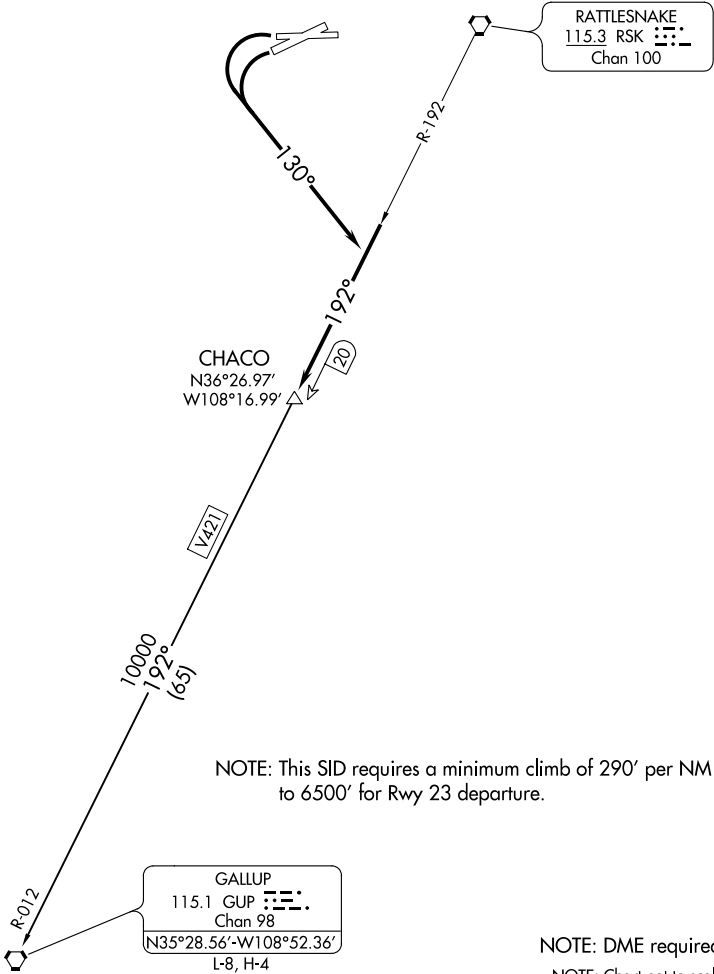 RATTLESNAKE
115.3 RSK
Chan 100
R-192
130°
192°
20
CHACO
N36°26.97'
W108°16.99'
V421
10000
192°
(65)
NOTE: This SID requires a minimum climb of 290' per NM
to 6500' for Rwy 23 departure.
R-012
GALLUP
115.1 GUP
Chan 98
N35°28.56'-W108°52.36'
L-8, H-4
NOTE: DME required